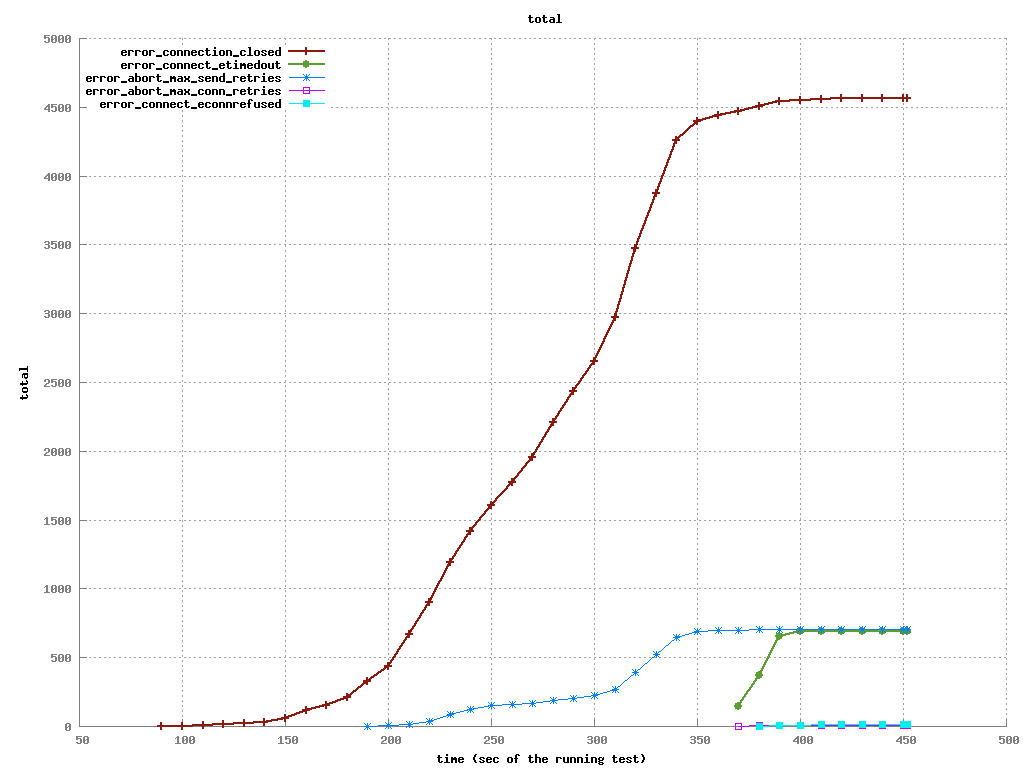 total
5000
error_connection_closed
error_connect_etimedout
error_abort_max_send_retries
error_abort_max_conn_retries
error_connect_econnrefused
4500
4000
3500
3000
2500
total
2000
1500
1000
500
0
50 100 150 200 250 300 350 400 450 500
time (sec of the running test)